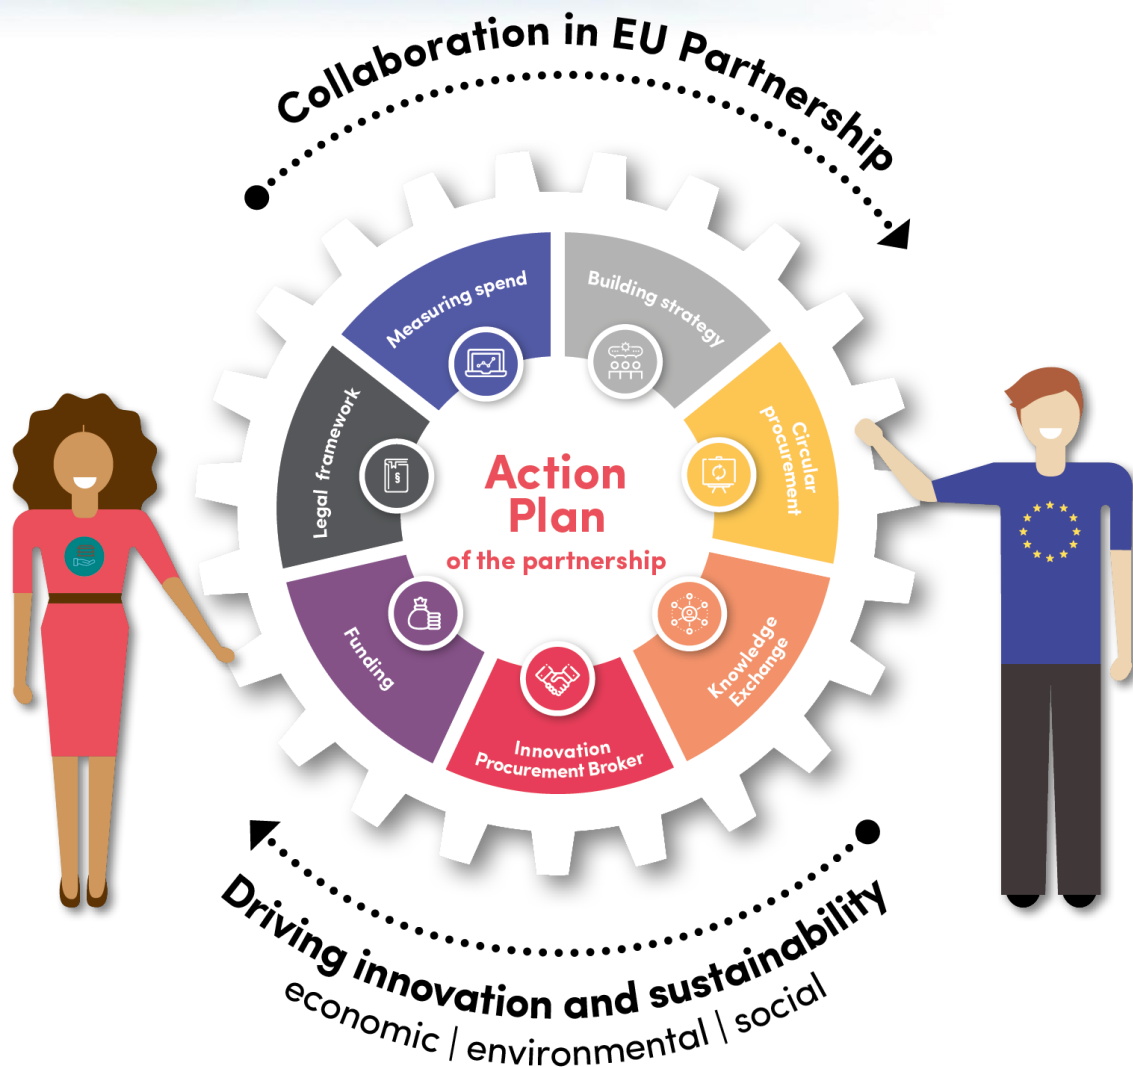 Collaboration in EU Partnership
Measuring spend
Building strategy
Legal framework
Circular
procurement
Action
Plan
of the partnership
Funding
Knowledge
Exchange
Innovation
Procurement Broker
§
Driving innovation and sustainability
economic | environmental | social